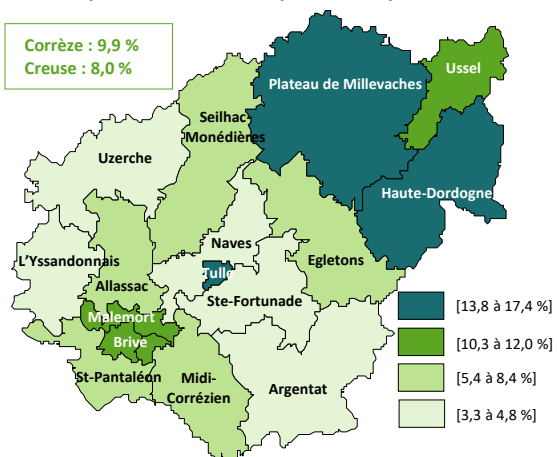 Corrèze : 9,9 %
Creuse : 8,0 %
Plateau de Millevaches
Ussel
Seilhac-
Monédières
Uzerche
Haute-Dordogne
Naves
L'Yssandonnais
Tulle
Egletons
Allassac
Ste-Fortunade
Malemort
Brive
St-Pantaléon
Midi-
Corrézien
Argentat
[13,8 à 17,4 %]
[10,3 à 12,0 %]
[5,4 à 8,4 %]
[3,3 à 4,8 %]